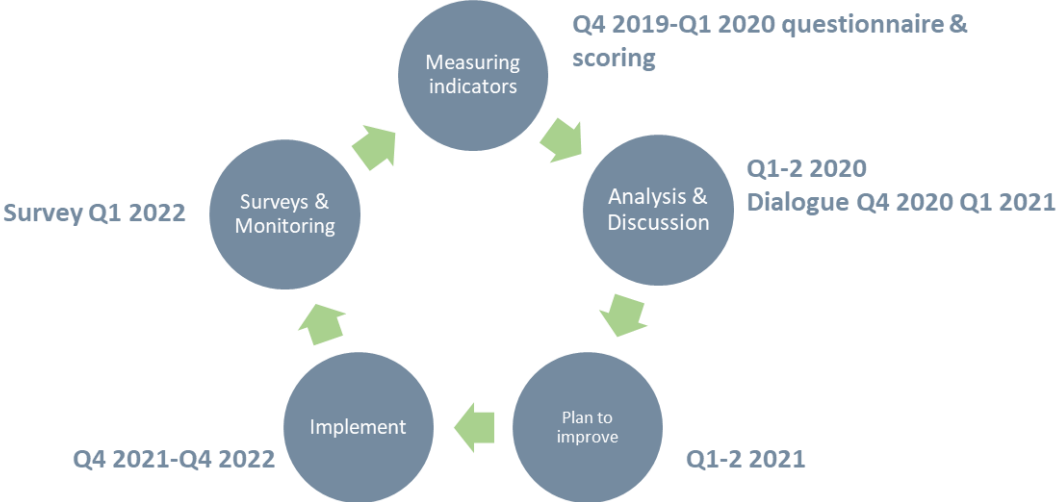 Measuring
indicators
Q4 2019-Q1 2020 questionnaire &
scoring
Analysis &
Discussion
Q1-2 2020
Dialogue Q4 2020 Q1 2021
Plan to
improve
Q1-2 2021
Implement
Q4 2021-Q4 2022
Surveys &
Monitoring
Survey Q1 2022